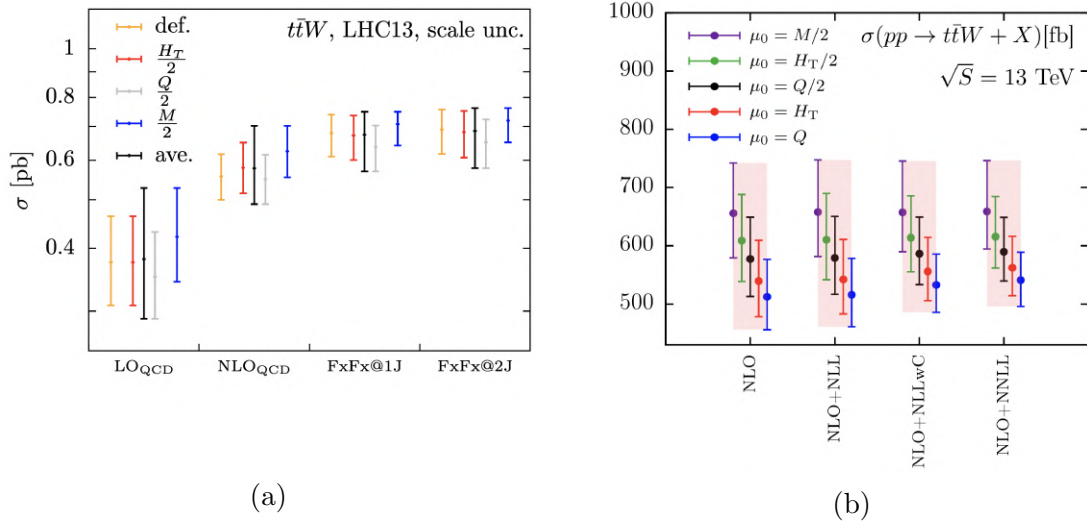 tt̄W, LHC13, scale unc.
def.
H_T/2
Q/2
M/2
ave.
σ [pb]
1
0.8
0.6
0.4
LO_QCD
NLO_QCD
FxFx@1J
FxFx@2J
(a)
σ(pp → tt̄W + X)[fb]
√S = 13 TeV
μ₀ = M/2
μ₀ = H_T/2
μ₀ = Q/2
μ₀ = H_T
μ₀ = Q
1000
900
800
700
600
500
NLO
NLO+NLL
NLO+NLLwC
NLO+NNLL
(b)